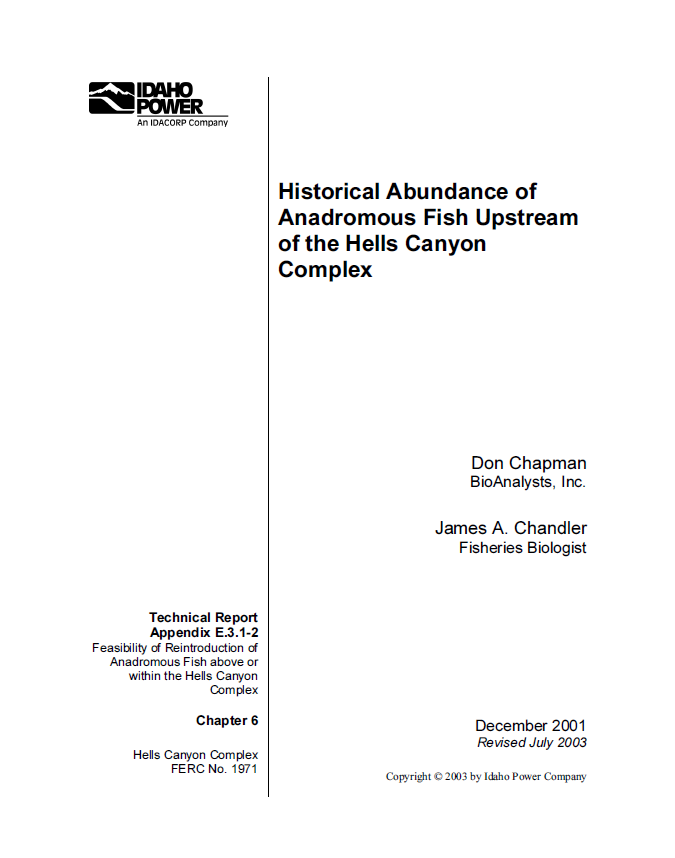 IDAHO
POWER
An IDACORP Company
Historical Abundance of
Anadromous Fish Upstream
of the Hells Canyon
Complex
Don Chapman
BioAnalysts, Inc.
James A. Chandler
Fisheries Biologist
Technical Report
Appendix E.3.1-2
Feasibility of Reintroduction of
Anadromous Fish above or
within the Hells Canyon
Complex
Chapter 6
Hells Canyon Complex
FERC No. 1971
December 2001
Revised July 2003
Copyright © 2003 by Idaho Power Company